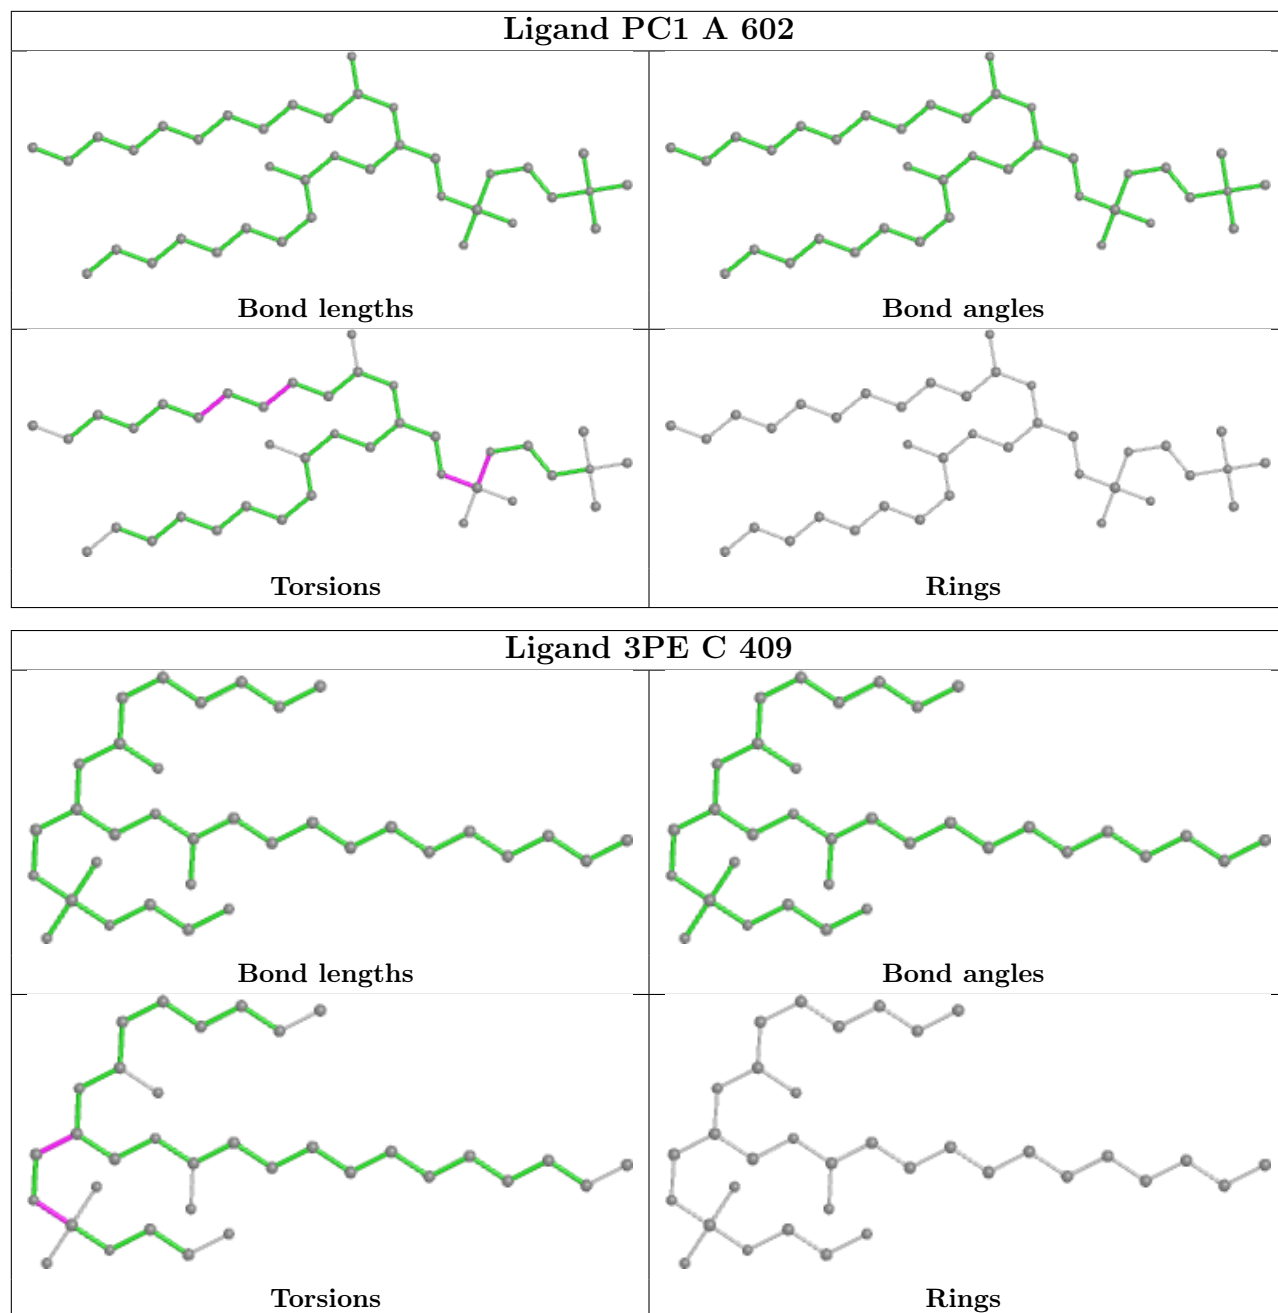 Ligand PC1 A 602
Bond lengths
Bond angles
Torsions
Rings
Ligand 3PE C 409
Bond lengths
Bond angles
Torsions
Rings